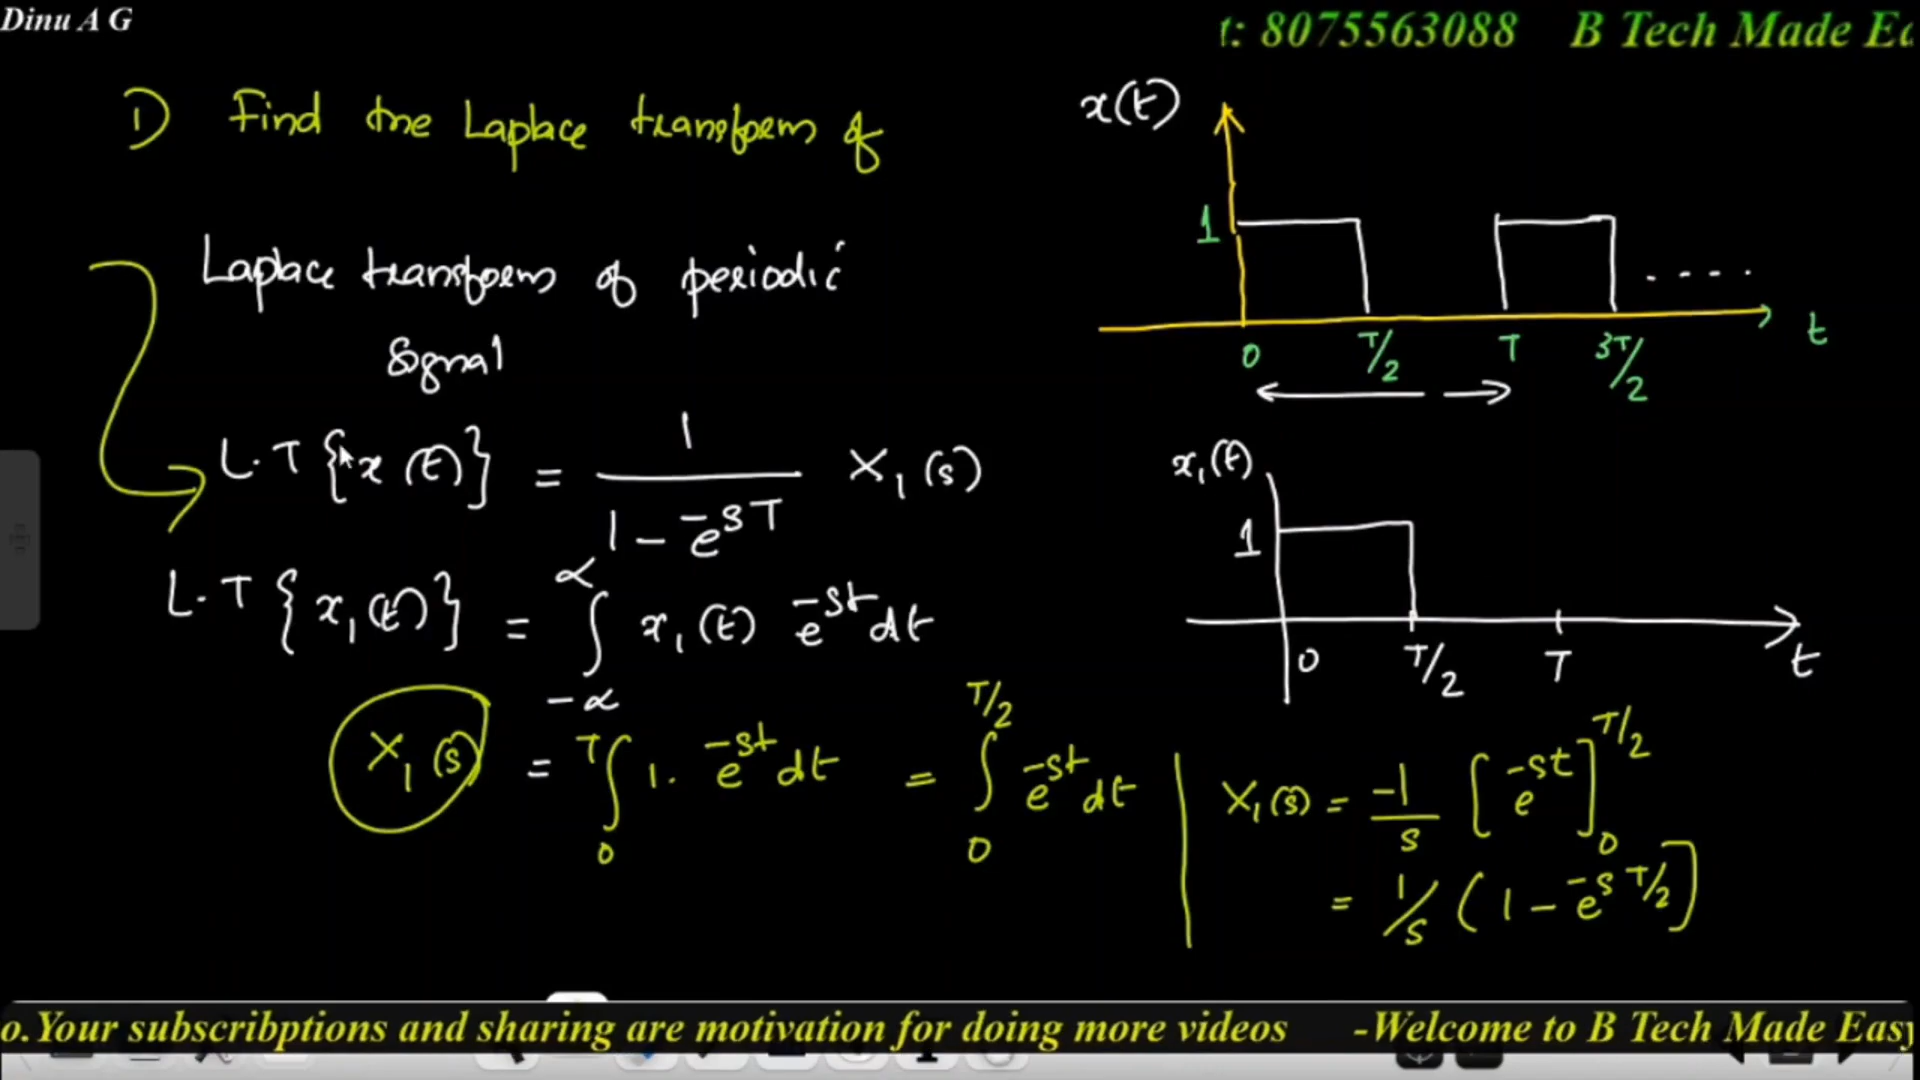 Dinu A G
t: 8075563088 B Tech Made Ea
1) Find the Laplace transform of
x(t)
1
0 T/2 T 3T/2 t
....
Laplace transform of periodic
Signal
L.T {x(t)} = 1 / (1 - e^-sT) X₁(s)
L.T {x₁(t)} = ∫_-∝^∝ x₁(t) e^-st dt
X₁(s) = ∫_0^T 1. e^-st dt = ∫_0^T/2 e^-st dt
x₁(t)
1
0 T/2 T t
X₁(s) = -1/s [e^-st]_0^T/2
= 1/s (1 - e^-sT/2]
o.Your subscribptions and sharing are motivation for doing more videos -Welcome to B Tech Made Easy